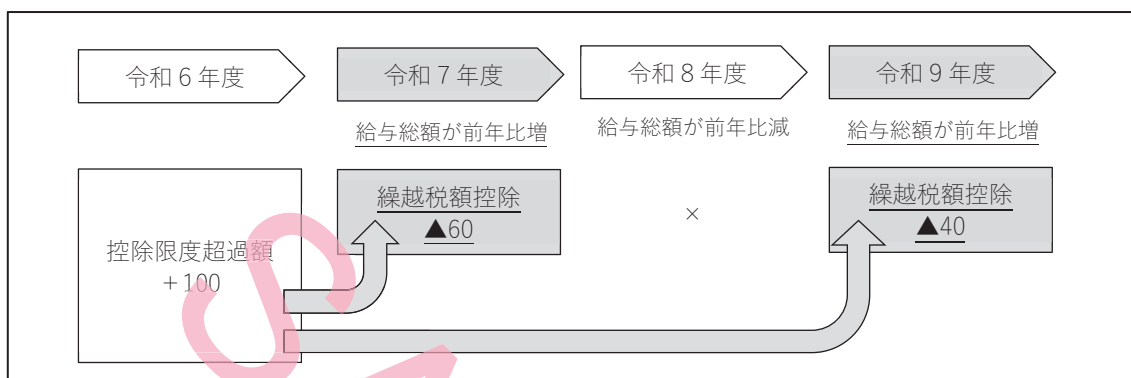 令和６年度
令和７年度
令和８年度
令和９年度
給与総額が前年比増
給与総額が前年比減
給与総額が前年比増
控除限度超過額
＋100
繰越税額控除
▲60
×
繰越税額控除
▲40